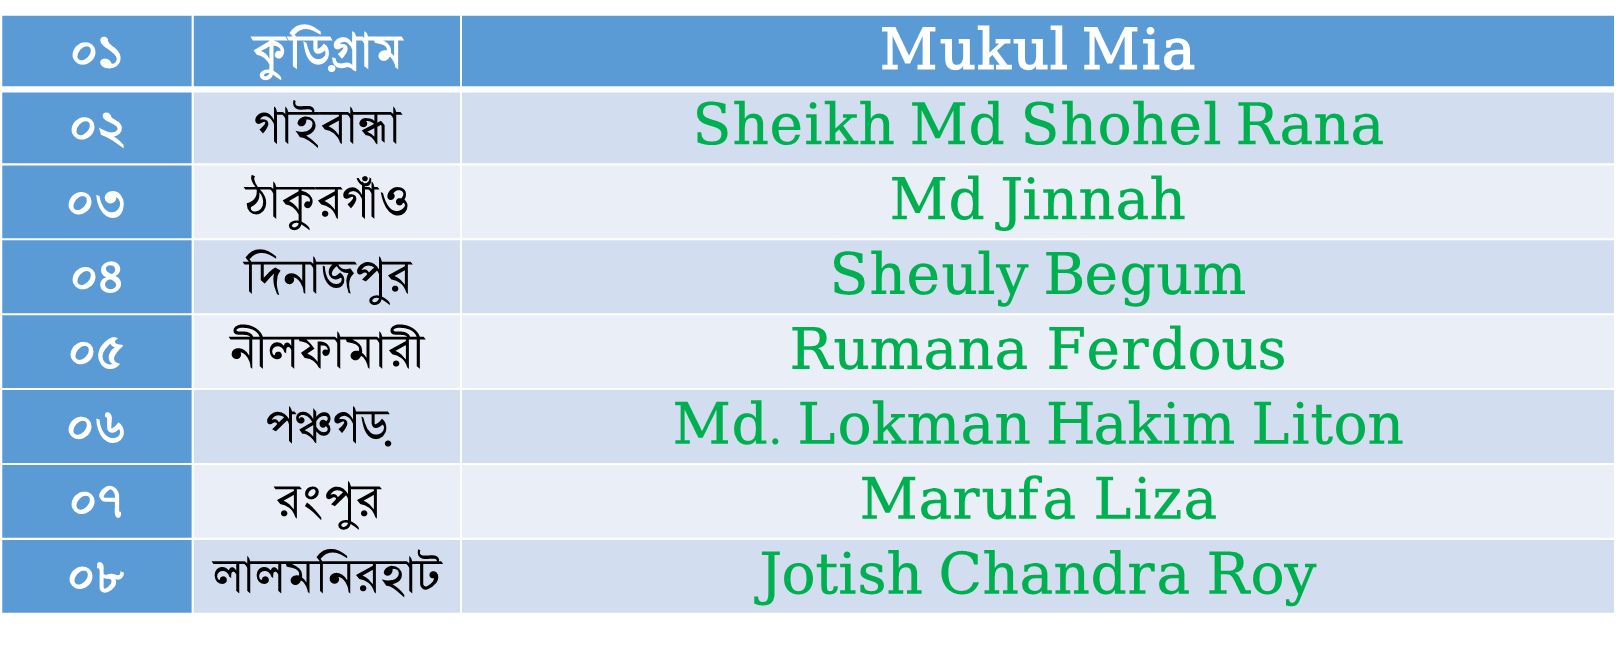 ০১ কুড়িগ্রাম Mukul Mia
০২ গাইবান্ধা Sheikh Md Shohel Rana
০৩ ঠাকুরগাঁও Md Jinnah
০৪ দিনাজপুর Sheuly Begum
০৫ নীলফামারী Rumana Ferdous
০৬ পঞ্চগড় Md. Lokman Hakim Liton
০৭ রংপুর Marufa Liza
০৮ লালমনিরহাট Jotish Chandra Roy